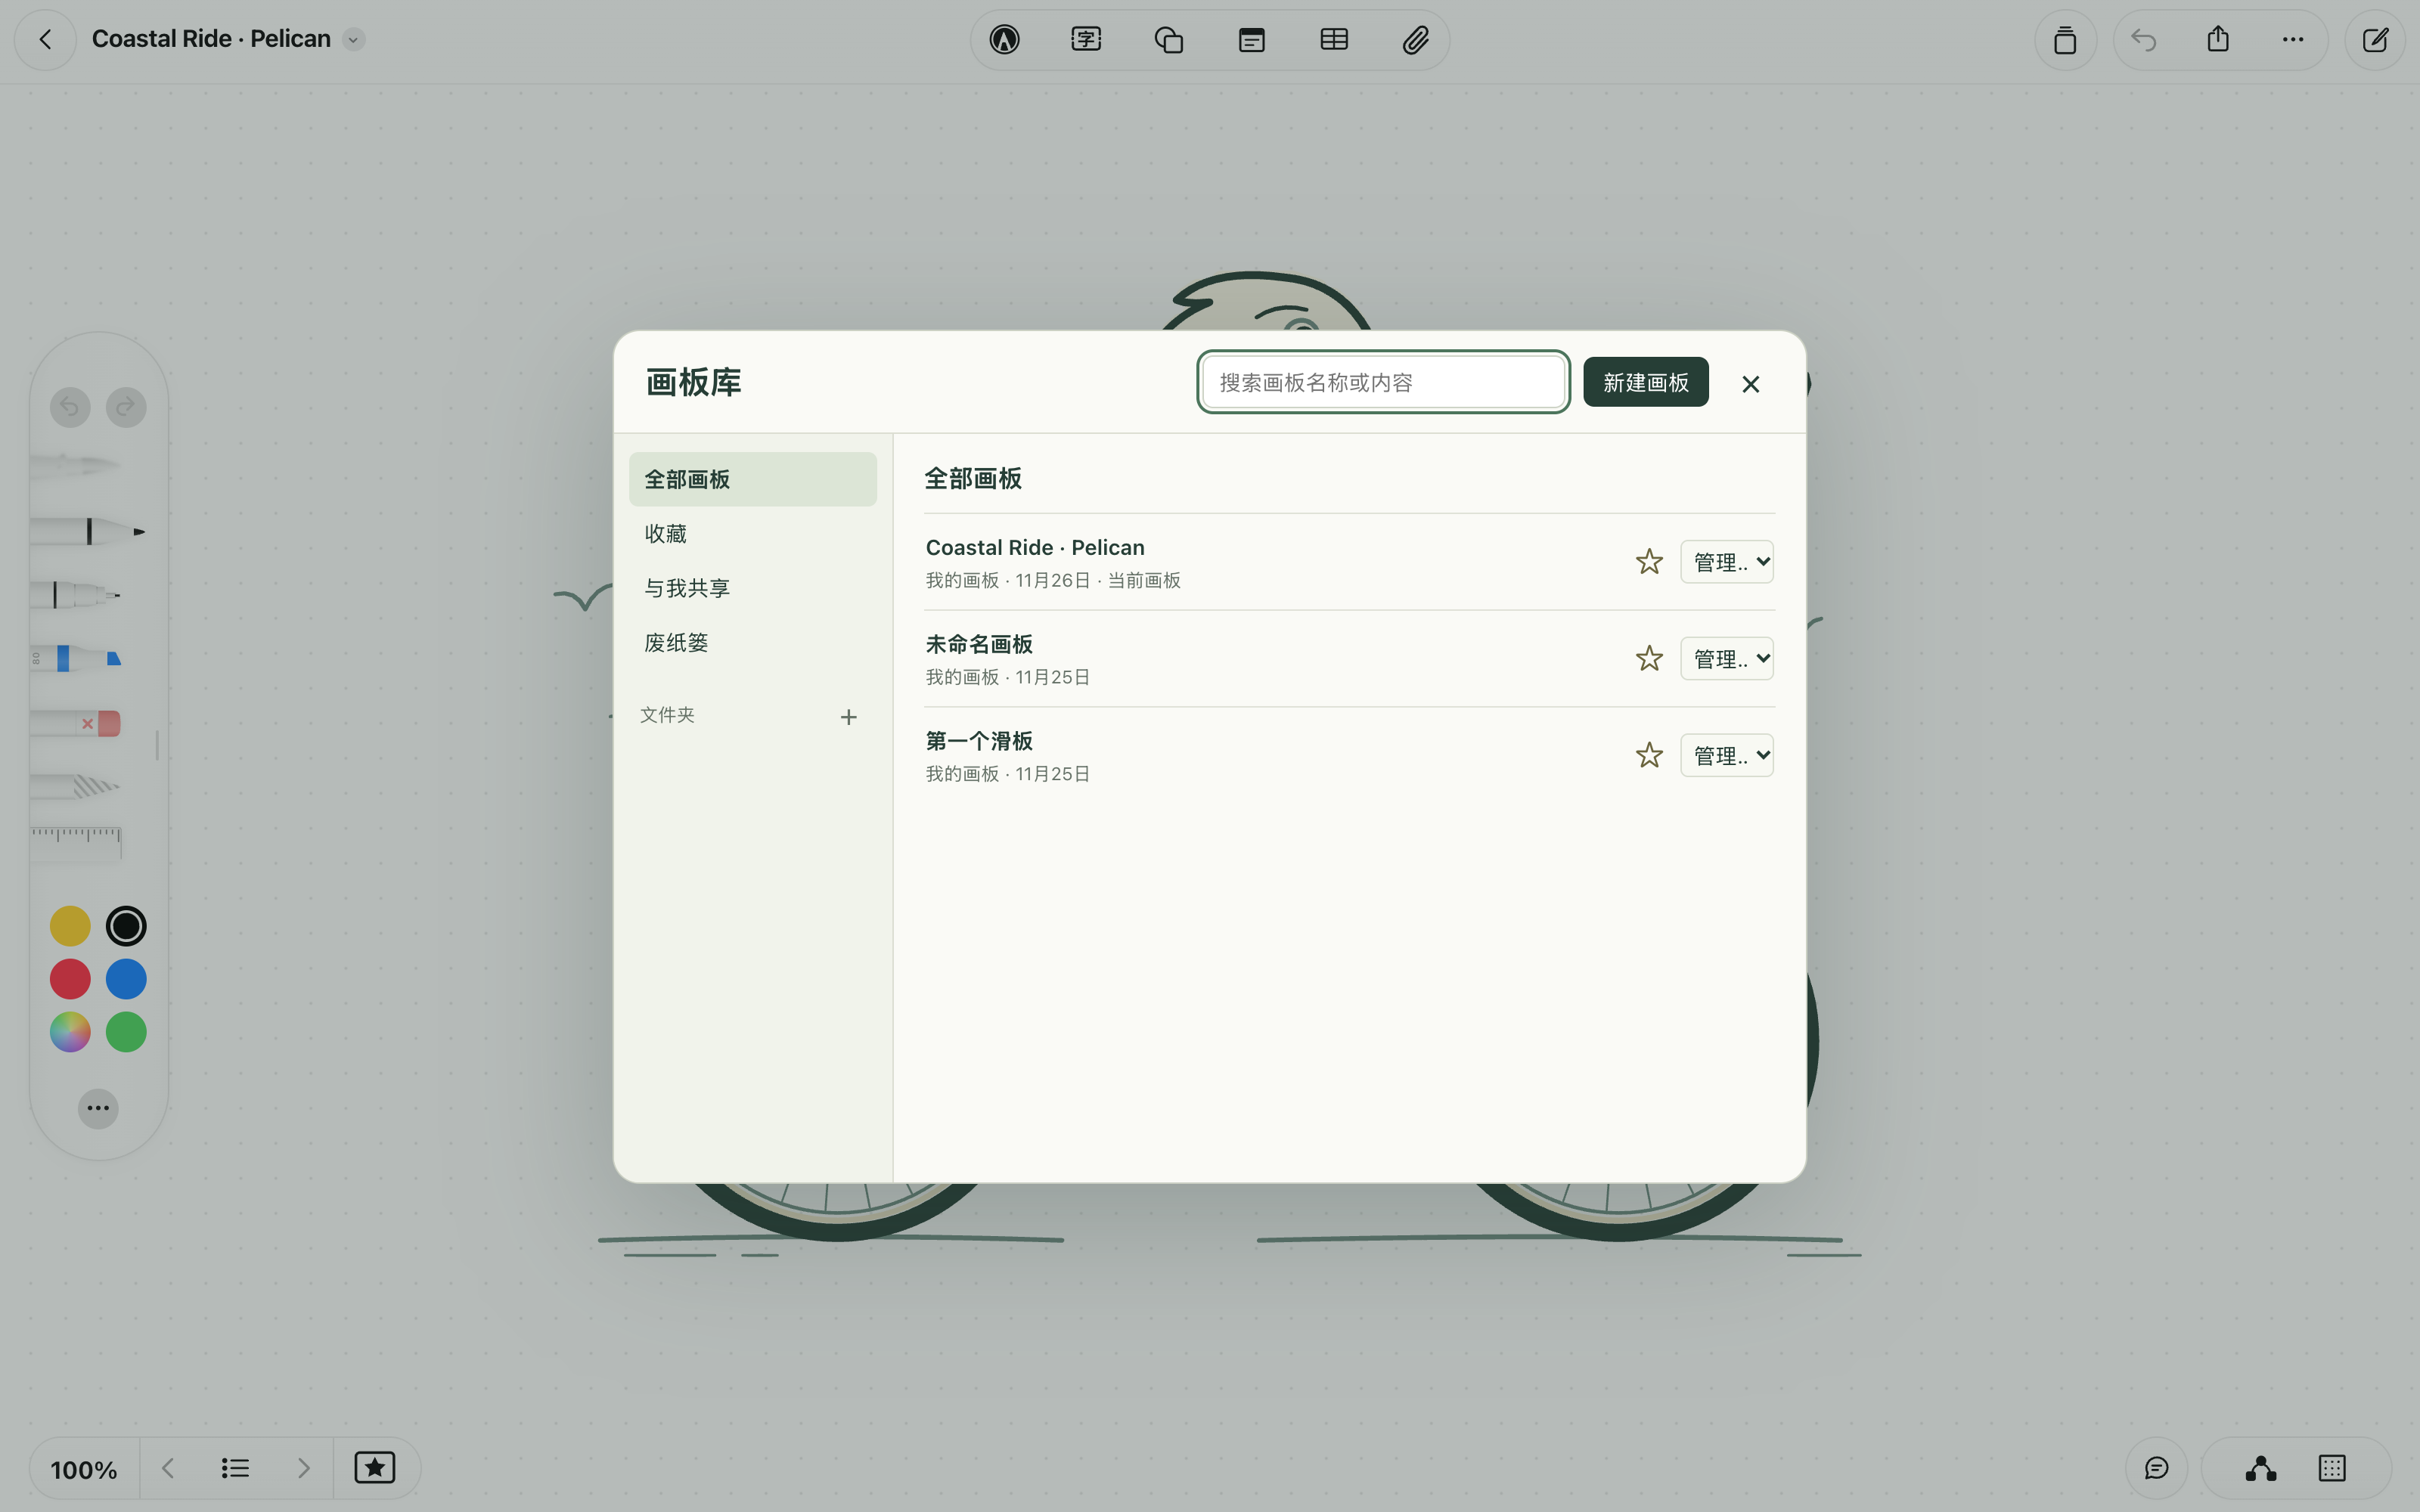 Coastal Ride · Pelican
字
画板库
搜索画板名称或内容
新建画板
全部画板
收藏
与我共享
废纸篓
文件夹
全部画板
Coastal Ride · Pelican
我的画板 · 11月26日 · 当前画板
管理..
未命名画板
我的画板 · 11月25日
管理..
第一个滑板
我的画板 · 11月25日
管理..
80
100%